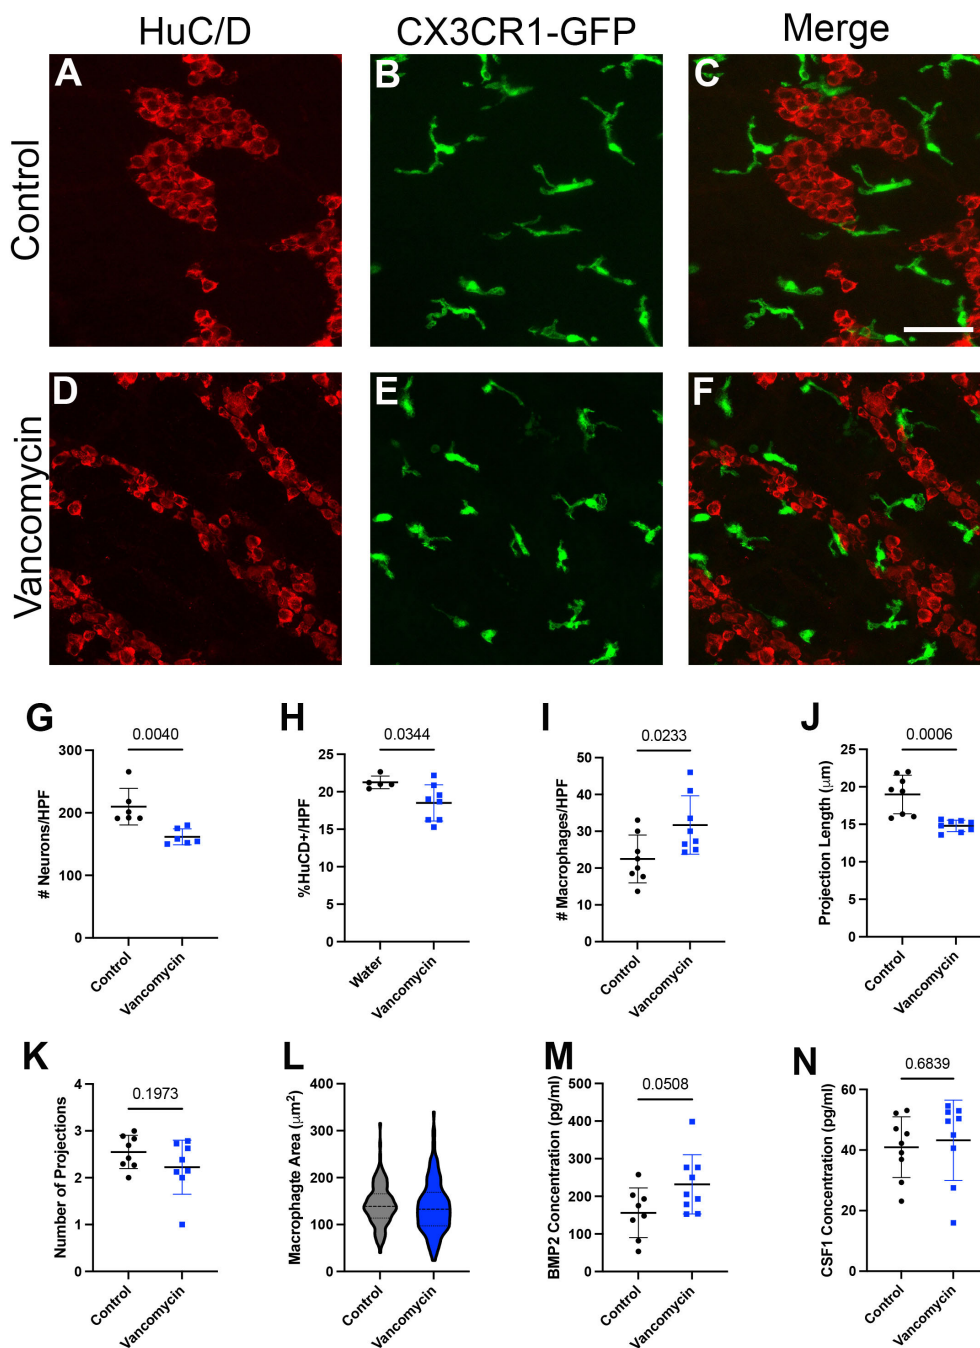 HuC/D CX3CR1-GFP Merge
Control
A B C
Vancomycin
D E F
G
0.0040
# Neurons/HPF
300
200
100
0
Control Vancomycin
H
0.0344
%HuCD+/HPF
25
20
15
10
5
0
Water Vancomycin
I
0.0233
# Macrophages/HPF
50
40
30
20
10
0
Control Vancomycin
J
0.0006
Projection Length (μm)
25
20
15
10
5
0
Control Vancomycin
K
0.1973
Number of Projections
4
3
2
1
0
Control Vancomycin
L
Macrophagte Area (μm²)
400
300
200
100
0
Control Vancomycin
M
0.0508
BMP2 Concentration (pg/ml)
500
400
300
200
100
0
Control Vancomycin
N
0.6839
CSF1 Concentration (pg/ml)
60
40
20
0
Control Vancomycin